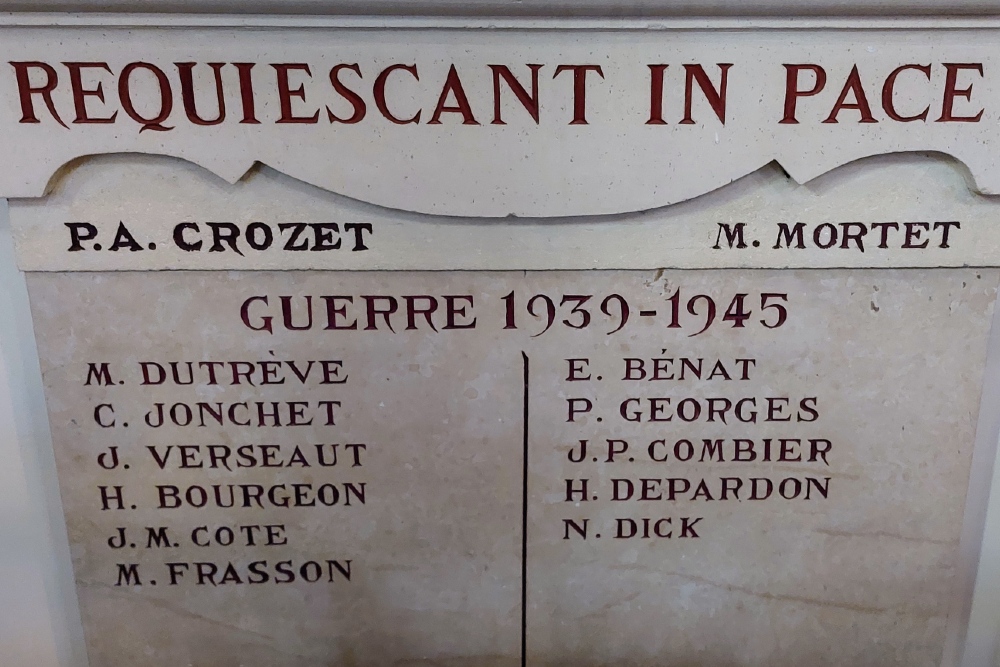 REQUIESCANT IN PACE
P.A. CROZET
M. MORTET
GUERRE 1939-1945
M. DUTRÈVE
C. JONCHET
J. VERSEAUT
H. BOURGEON
J.M. COTE
M. FRASSON
E. BÉNAT
P. GEORGES
J.P. COMBIER
H. DEPARDON
N. DICK